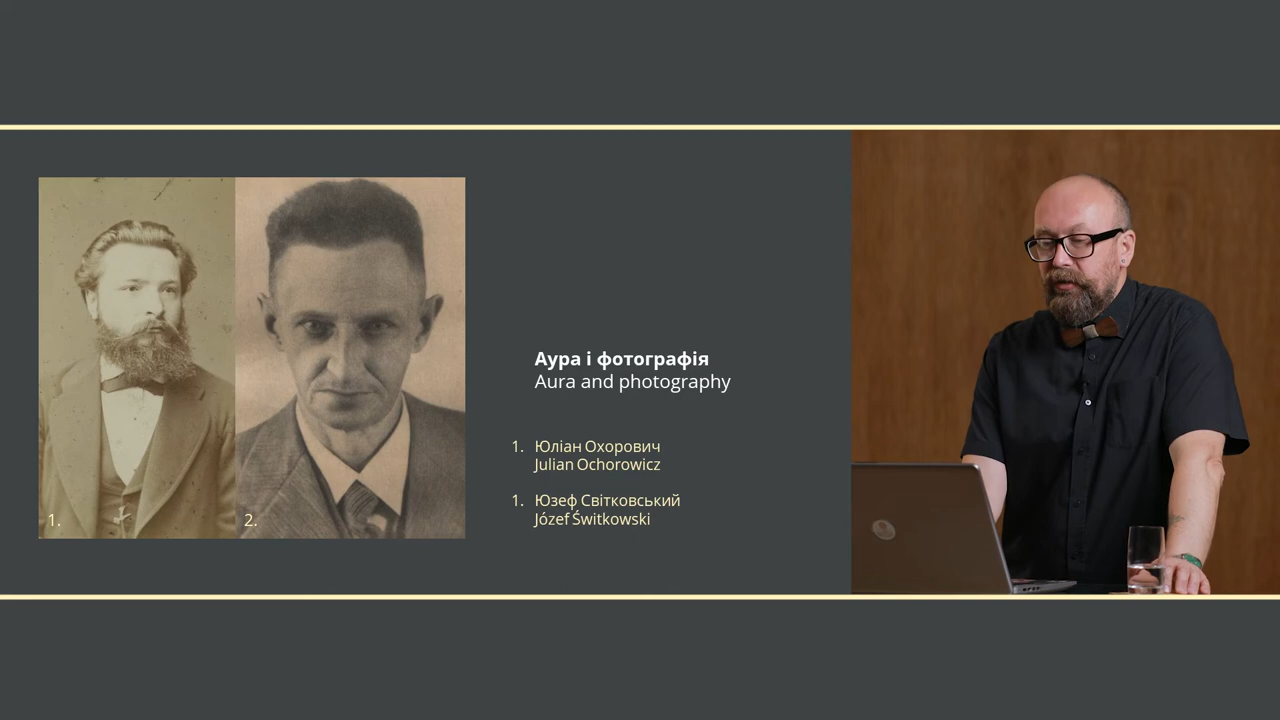 1.
2.
Аура і фотографія
Aura and photography
1. Юліан Охорович
Julian Ochorowicz
1. Юзеф Світковський
Józef Świtkowski